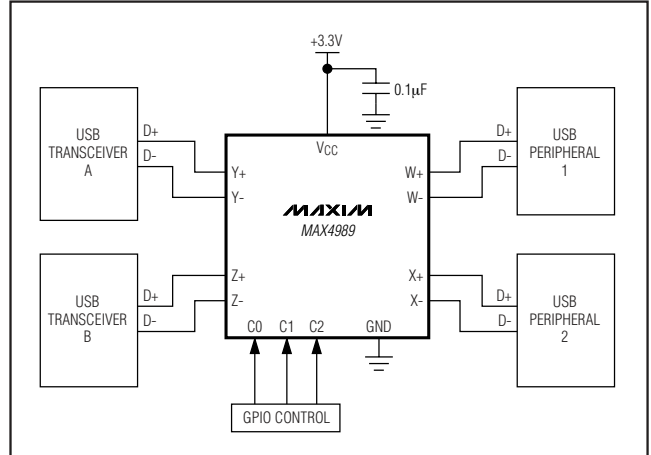 +3.3V
0.1μF
USB
TRANSCEIVER
A
D+
D-
VCC
Y+
Y-
W+
W-
D+
D-
USB
PERIPHERAL
1
MAXIM
MAX4989
USB
TRANSCEIVER
B
D+
D-
Z+
Z-
X+
X-
D+
D-
USB
PERIPHERAL
2
C0 C1 C2 GND
GPIO CONTROL